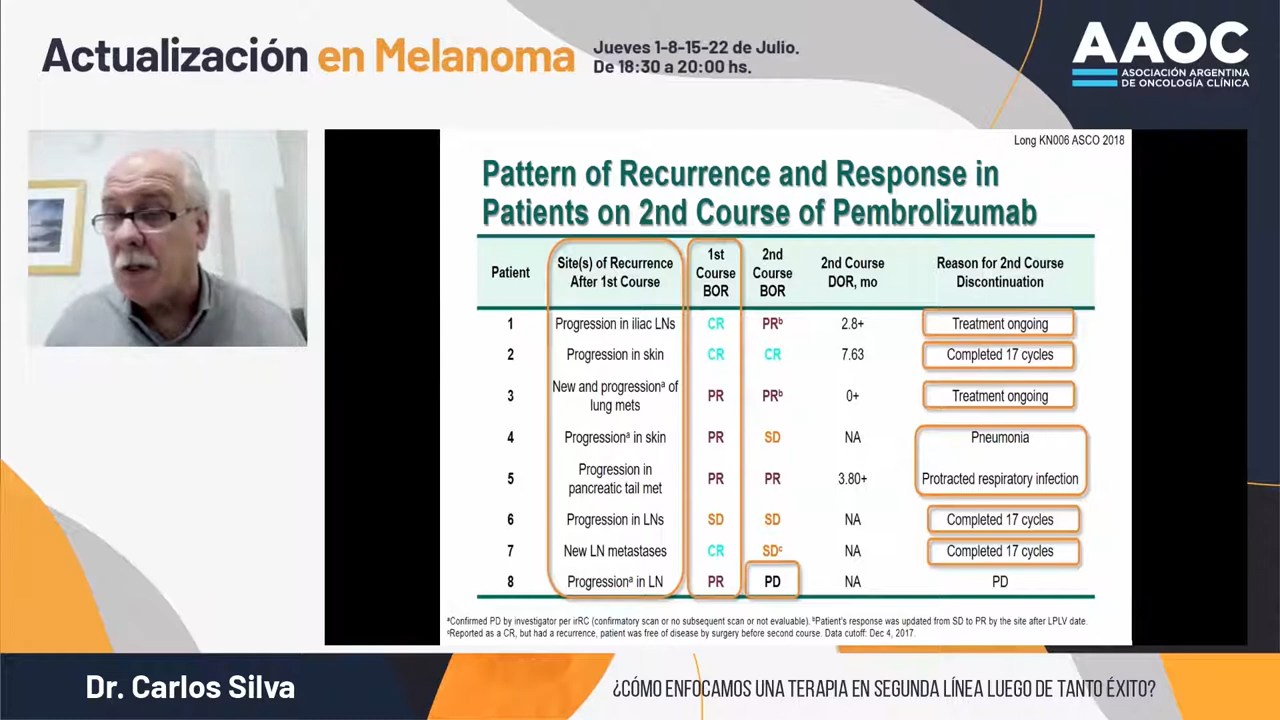 Actualización en Melanoma
Jueves 1-8-15-22 de Julio.
De 18:30 a 20:00 hs.
AAOC
ASOCIACIÓN ARGENTINA
DE ONCOLOGÍA CLÍNICA
Long KN006 ASCO 2018
Pattern of Recurrence and Response in
Patients on 2nd Course of Pembrolizumab
Patient
Site(s) of Recurrence
After 1st Course
1st
Course
BOR
2nd
Course
BOR
2nd Course
DOR, mo
Reason for 2nd Course
Discontinuation
1 Progression in iliac LNs CR PRᵇ 2.8+ Treatment ongoing
2 Progression in skin CR CR 7.63 Completed 17 cycles
3 New and progressionᵃ of
lung mets PR PRᵇ 0+ Treatment ongoing
4 Progressionᵃ in skin PR SD NA Pneumonia
5 Progression in
pancreatic tail met PR PR 3.80+ Protracted respiratory infection
6 Progression in LNs SD SD NA Completed 17 cycles
7 New LN metastases CR SDᶜ NA Completed 17 cycles
8 Progressionᵃ in LN PR PD NA PD
ᵃConfirmed PD by investigator per irRC (confirmatory scan or no subsequent scan or not evaluable). ᵇPatient's response was updated from SD to PR by the site after LPLV date.
ᶜReported as a CR, but had a recurrence, patient was free of disease by surgery before second course. Data cutoff: Dec 4, 2017.
Dr. Carlos Silva
¿CÓMO ENFOCAMOS UNA TERAPIA EN SEGUNDA LÍNEA LUEGO DE TANTO ÉXITO?